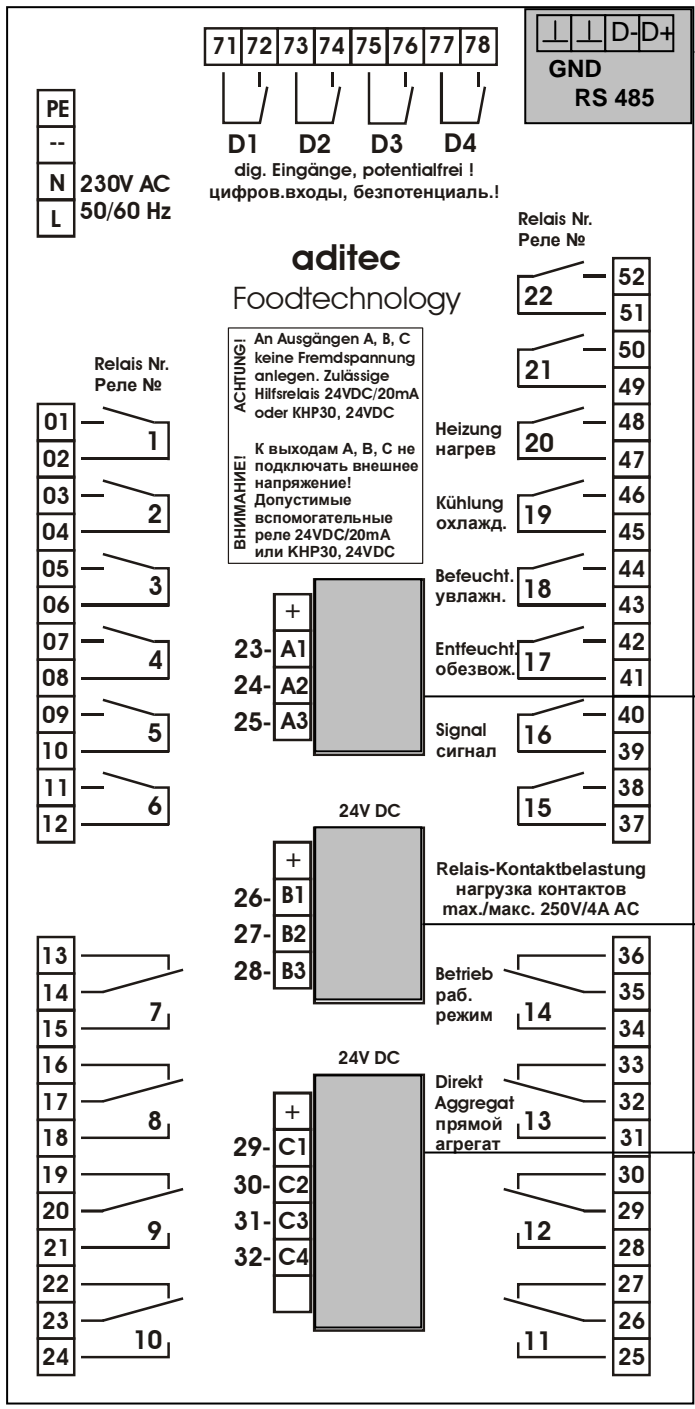 71 72 73 74 75 76 77 78
D1 D2 D3 D4
dig. Eingänge, potentialfrei !
цифров.входы, безпотенциаль.!
D- D+
GND
RS 485
PE
--
N
L
230V AC
50/60 Hz
aditec
Foodtechnology
ACHTUNG!
An Ausgängen A, B, C
keine Fremdspannung
anlegen. Zulässige
Hilfsrelais 24VDC/20mA
oder KHP30, 24VDC
ВНИМАНИЕ!
К выходам А, В, С не
подключать внешнее
напряжение!
Допустимые
вспомогательные
реле 24VDC/20mA
или KHP30, 24VDC
Relais Nr.
Реле №
01
02
1
03
04
2
05
06
3
07
08
4
09
10
5
11
12
6
13
14
15
7
16
17
18
8
19
20
21
9
22
23
24
10
+
23- A1
24- A2
25- A3
24V DC
+
26- B1
27- B2
28- B3
24V DC
+
29- C1
30- C2
31- C3
32- C4
Relais Nr.
Реле №
22
52
51
21
50
49
Heizung
нагрев
20
48
47
Kühlung
охлажд.
19
46
45
Befeucht.
увлажн.
18
44
43
Entfeucht.
обезвож.
17
42
41
Signal
сигнал
16
40
39
15
38
37
Relais-Kontaktbelastung
нагрузка контактов
max./макс. 250V/4A AC
Betrieb
раб.
режим
14
36
35
34
Direkt
Aggregat
прямой
агрегат
13
33
32
31
12
30
29
28
11
27
26
25